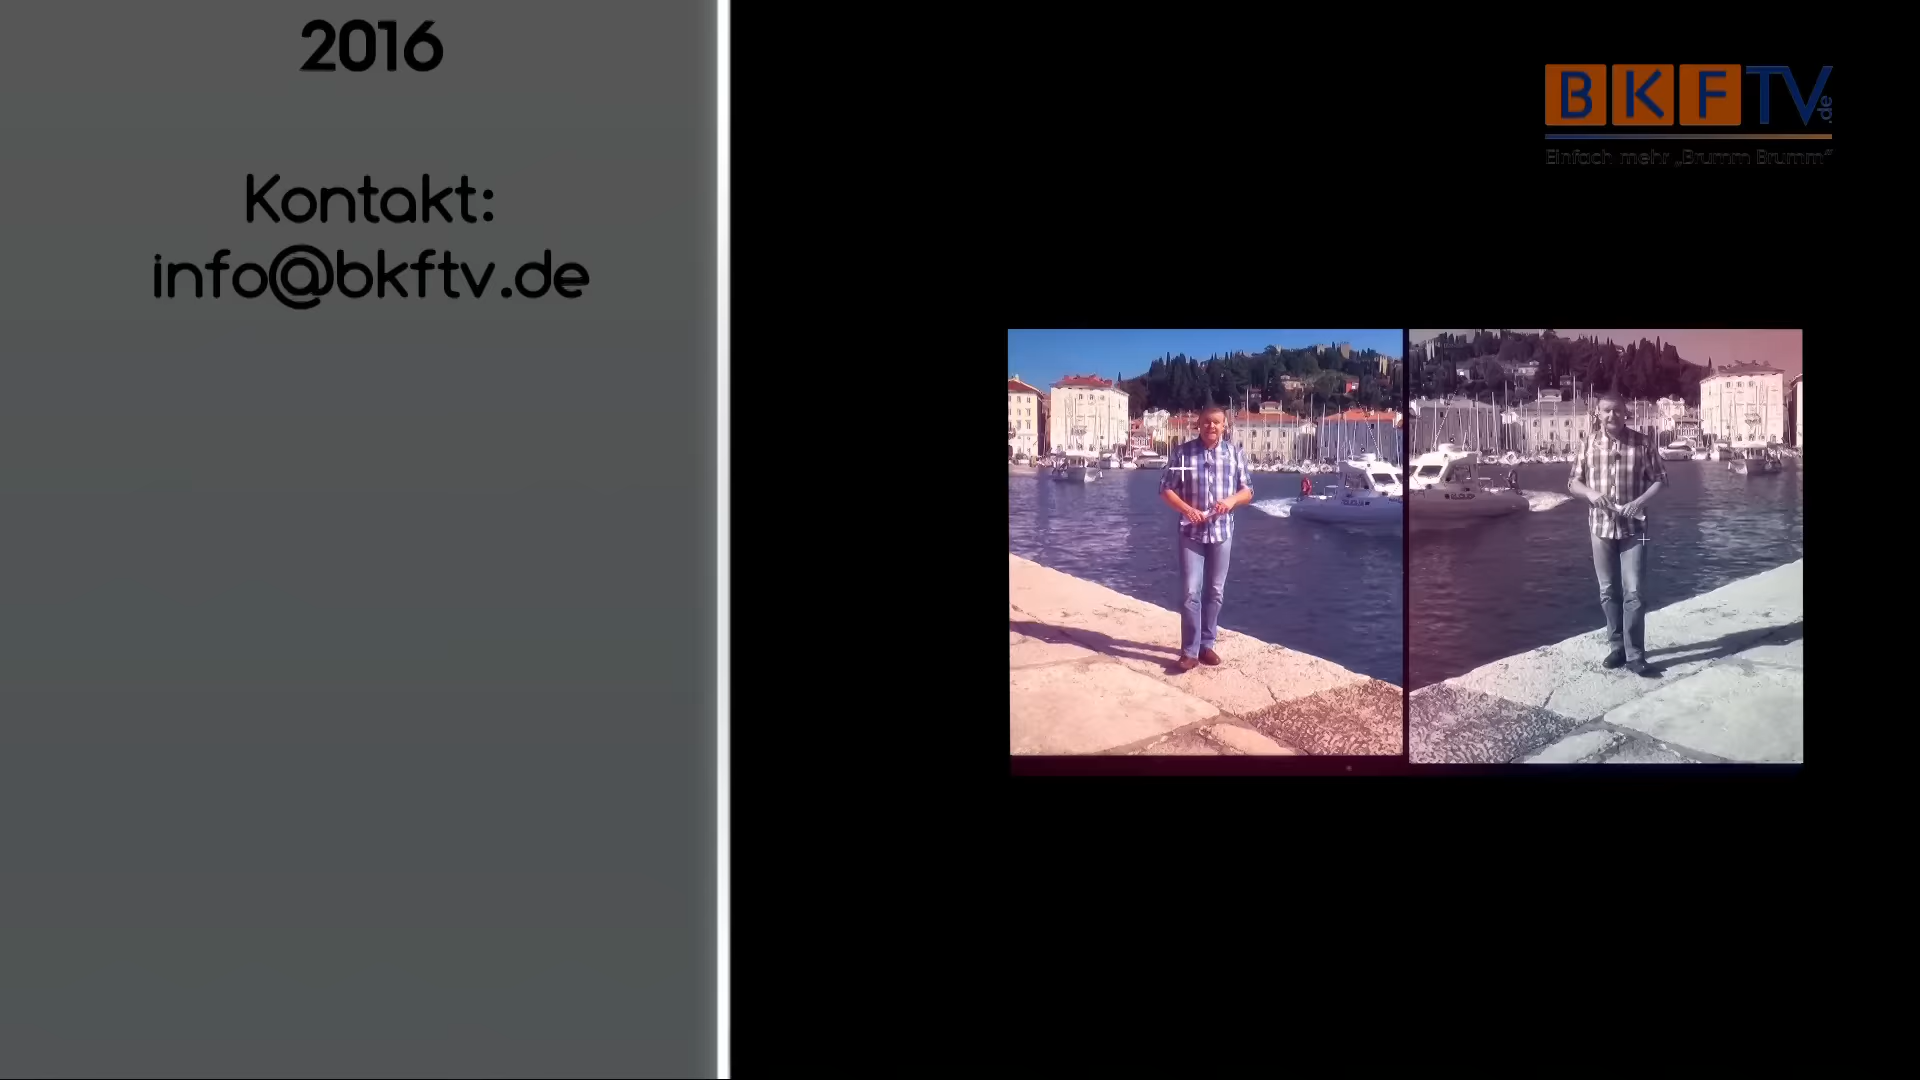 2016
Kontakt:
info@bkftv.de
BKFTV.de
Einfach mehr „Brumm Brumm“